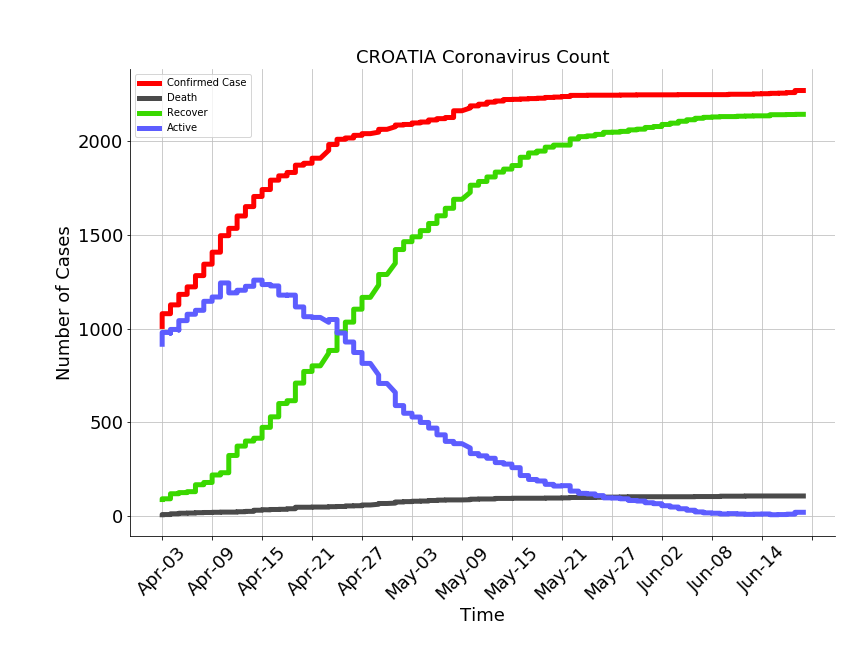 CROATIA Coronavirus Count
Confirmed Case
Death
Recover
Active
Number of Cases
2000
1500
1000
500
0
Apr-03
Apr-09
Apr-15
Apr-21
Apr-27
May-03
May-09
May-15
May-21
May-27
Jun-02
Jun-08
Jun-14
Time